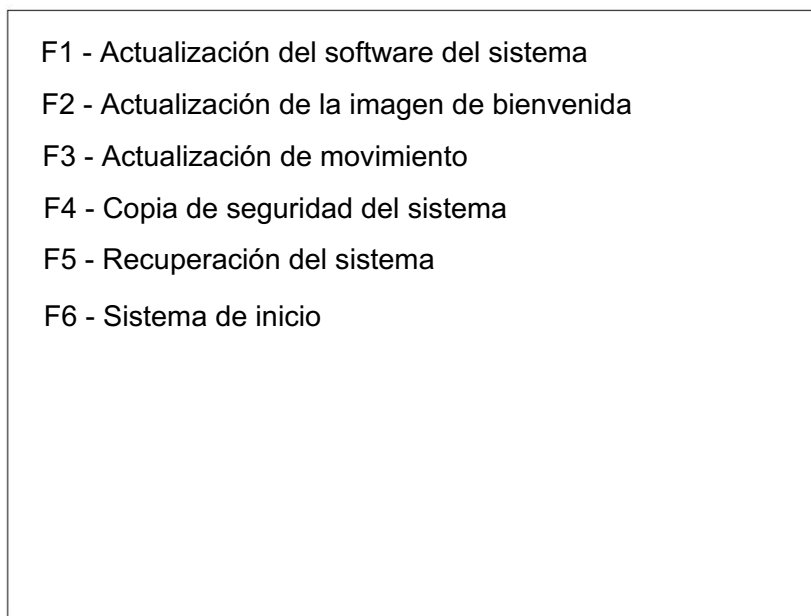 F1 - Actualización del software del sistema
F2 - Actualización de la imagen de bienvenida
F3 - Actualización de movimiento
F4 - Copia de seguridad del sistema
F5 - Recuperación del sistema
F6 - Sistema de inicio